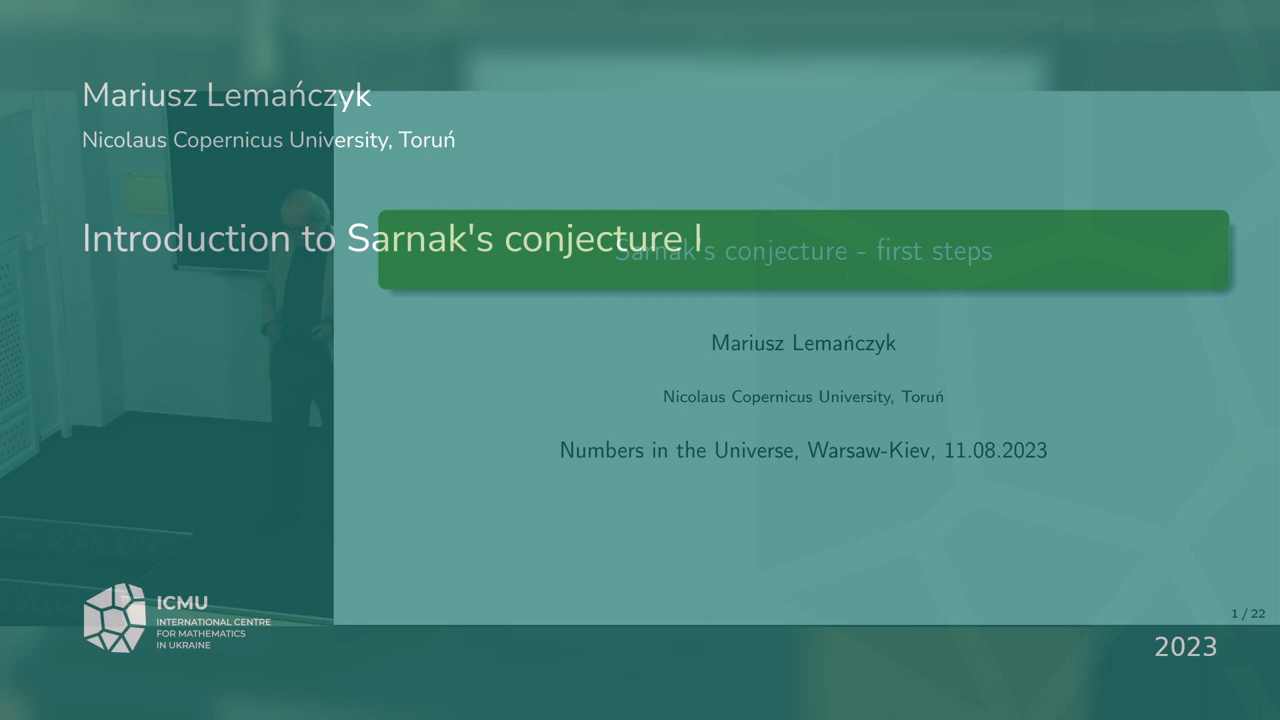 Mariusz Lemańczyk
Nicolaus Copernicus University, Toruń
Introduction to Sarnak's conjecture I
Sarnak's conjecture - first steps
Mariusz Lemańczyk
Nicolaus Copernicus University, Toruń
Numbers in the Universe, Warsaw-Kiev, 11.08.2023
1 / 22
ICMU
INTERNATIONAL CENTRE
FOR MATHEMATICS
IN UKRAINE
2023